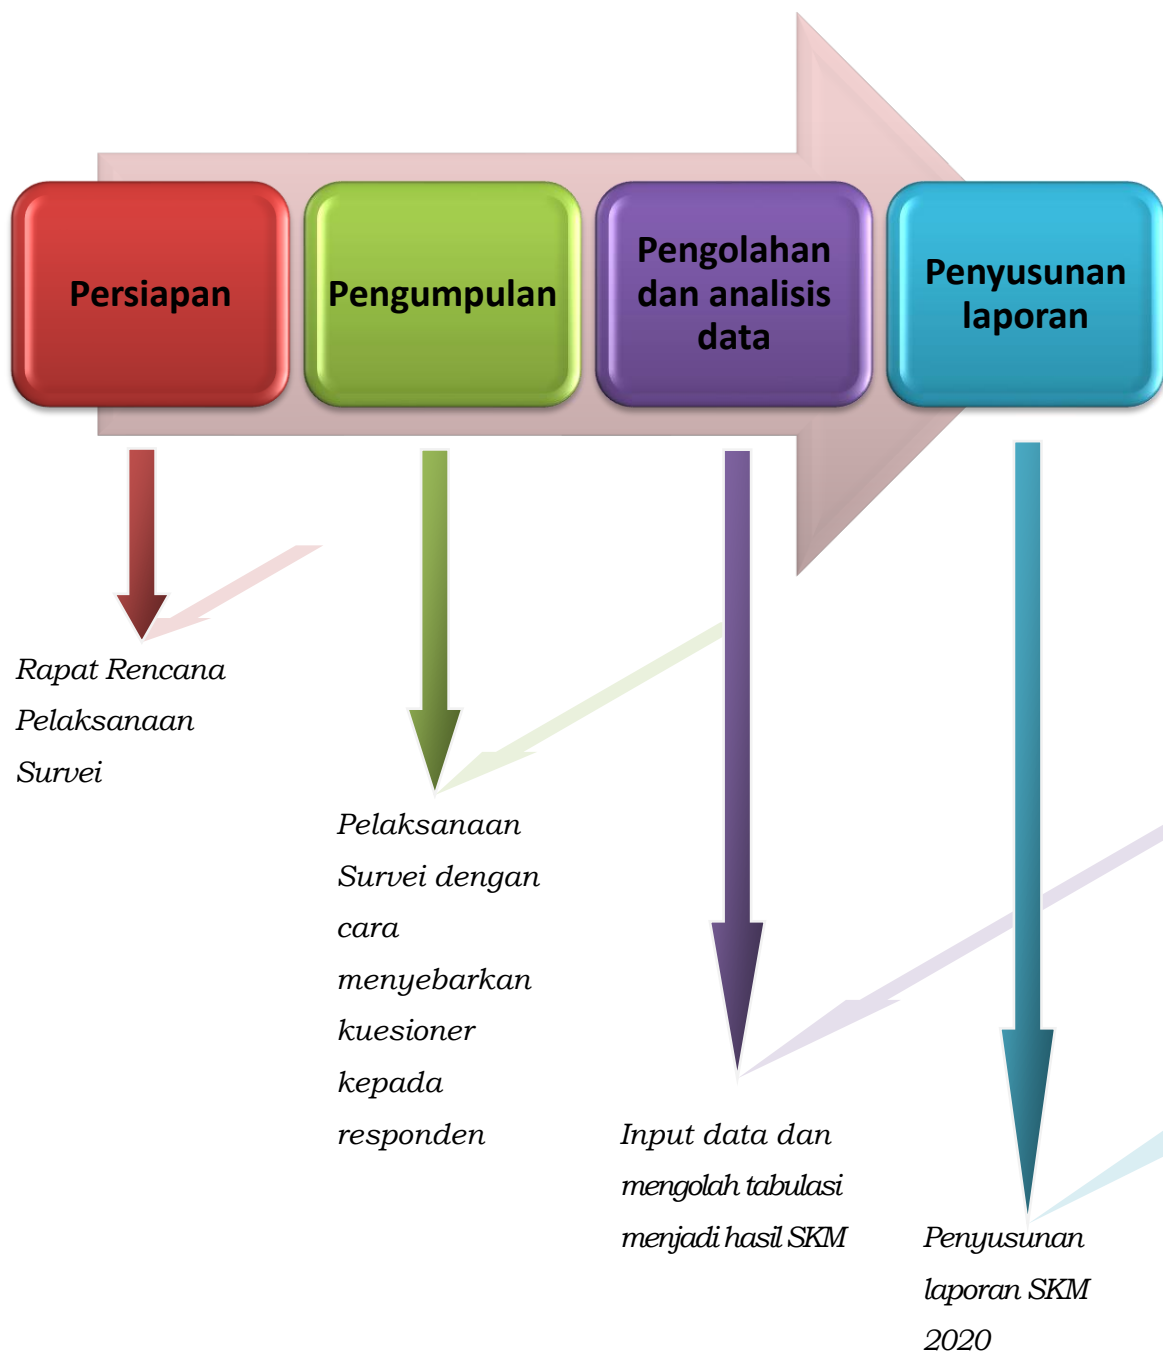 Persiapan
Pengumpulan
Pengolahan
dan analisis
data
Penyusunan
laporan
Rapat Rencana
Pelaksanaan
Survei
Pelaksanaan
Survei dengan
cara
menyebarkan
kuesioner
kepada
responden
Input data dan
mengolah tabulasi
menjadi hasil SKM
Penyusunan
laporan SKM
2020